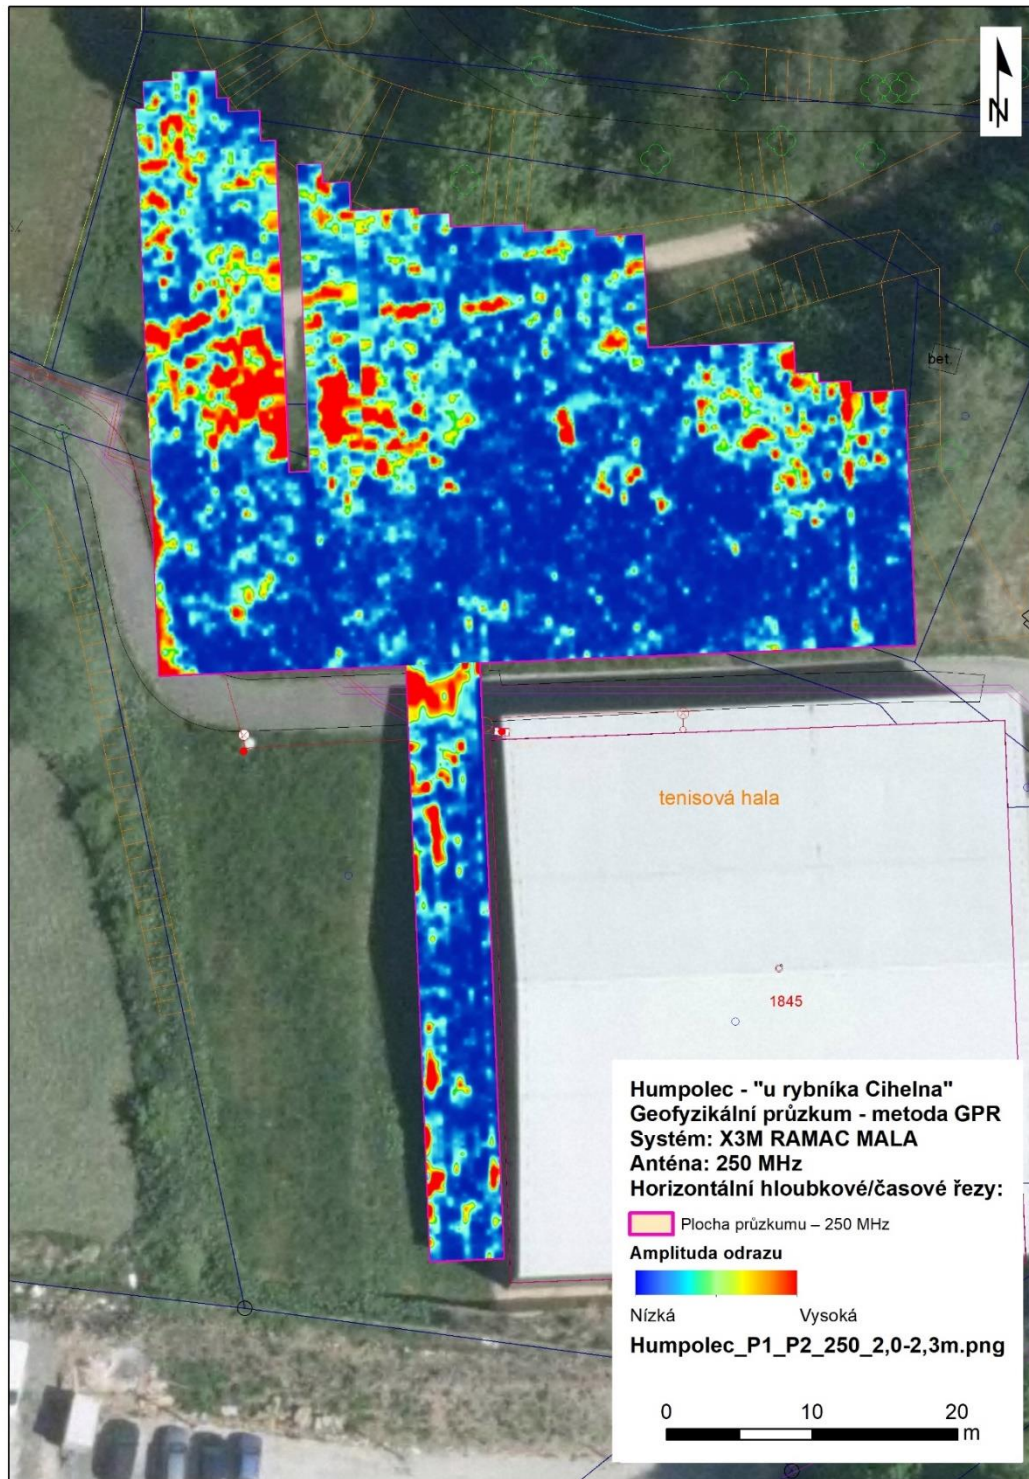 N
bet.
tenisová hala
1845
Humpolec - "u rybníka Cihelna"
Geofyzikální průzkum - metoda GPR
Systém: X3M RAMAC MALA
Anténa: 250 MHz
Horizontální hloubkové/časové řezy:
Plocha průzkumu – 250 MHz
Amplituda odrazu
Nízká Vysoká
Humpolec_P1_P2_250_2,0-2,3m.png
0 10 20
m